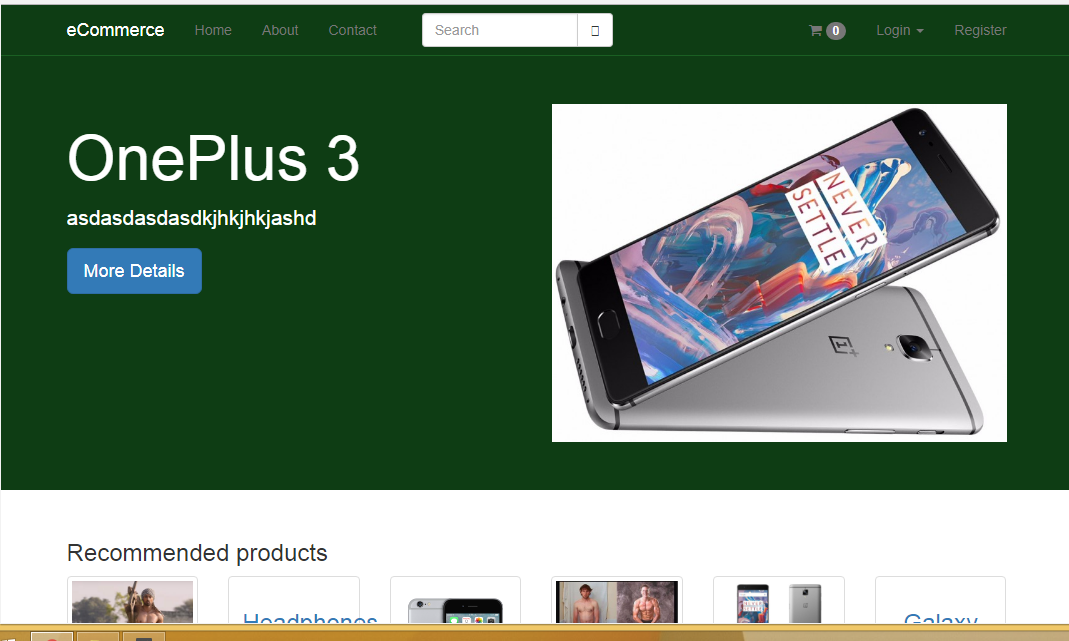 eCommerce Home About Contact Search 0 Login Register
OnePlus 3
asdasdasdasdkjhkjhkjashd
More Details
NEVER
SETTLE
Recommended products
Headphones
Galaxy